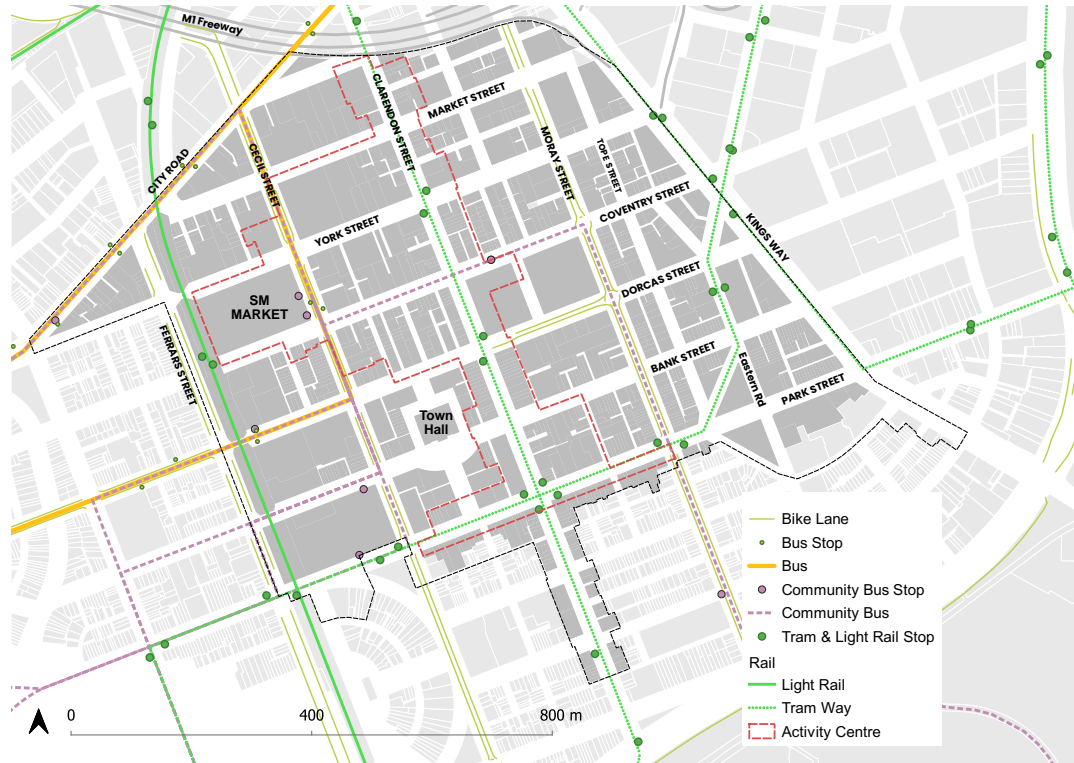 M1 Freeway
CLARENDON STREET
MARKET STREET
CITY ROAD
CECIL STREET
MORAY STREET
TOPE STREET
COVENTRY STREET
YORK STREET
KINGS WAY
DORCAS STREET
SM
MARKET
FERRARS STREET
BANK STREET
Eastern Rd
PARK STREET
Town
Hall
Bike Lane
Bus Stop
Bus
Community Bus Stop
Community Bus
Tram & Light Rail Stop
Rail
Light Rail
Tram Way
Activity Centre
0 400 800 m